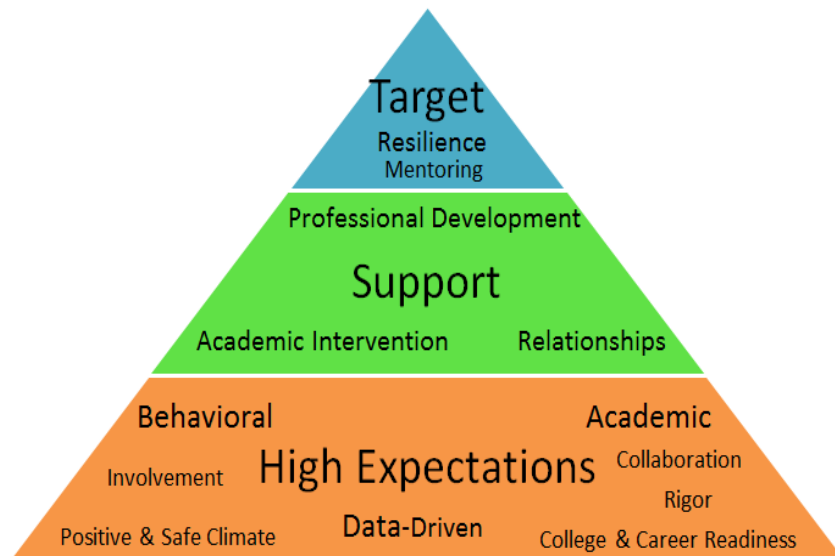 Target
Resilience
Mentoring
Professional Development
Support
Academic Intervention
Relationships
Behavioral
Academic
High Expectations
Collaboration
Involvement
Rigor
Data-Driven
Positive & Safe Climate
College & Career Readiness